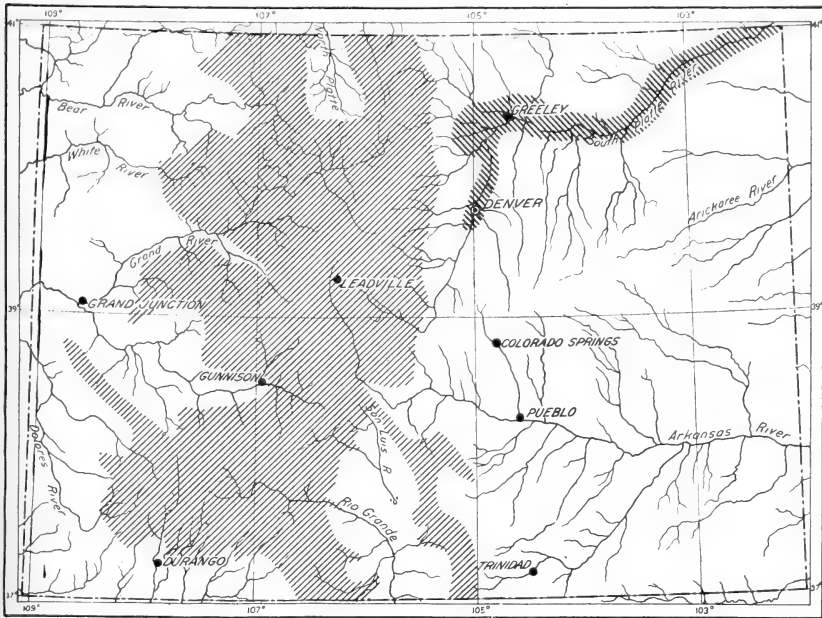 109
107
105
103
41
41°
North Platte
Bear River
GREELEY
South Platte River
White River
DENVER
Arickaree River
Grand River
LEADVILLE
GRAND JUNCTION
39
39
COLORADO SPRINGS
GUNNISON
San Luis R.
PUEBLO
Arkansas River
Dolores River
Rio Grande
DURANGO
TRINIDAD
37
37°
109°
107°
105
103